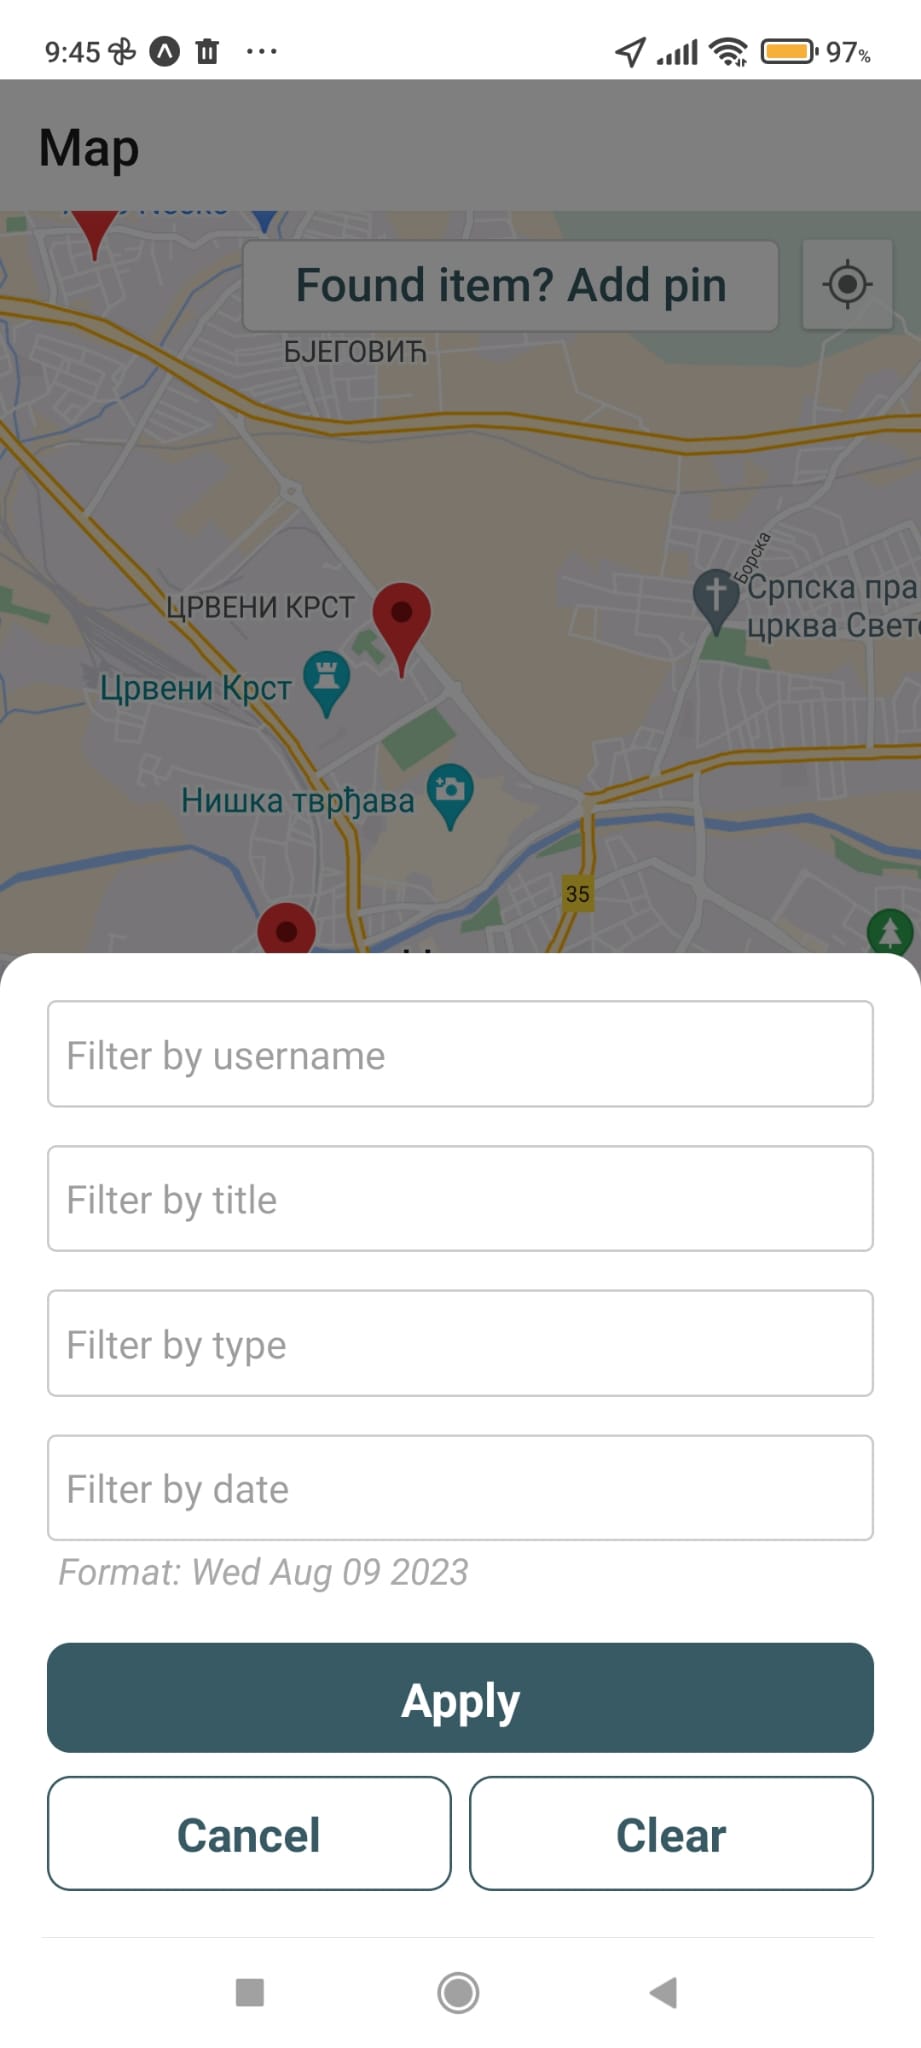 9:45
97%
Map
Found item? Add pin
БЈЕГОВИЋ
Борска
Српска пра
црква Свет
ЦРВЕНИ КРСТ
Црвени Крст
Нишка тврђава
35
Filter by username
Filter by title
Filter by type
Filter by date
Format: Wed Aug 09 2023
Apply
Cancel
Clear